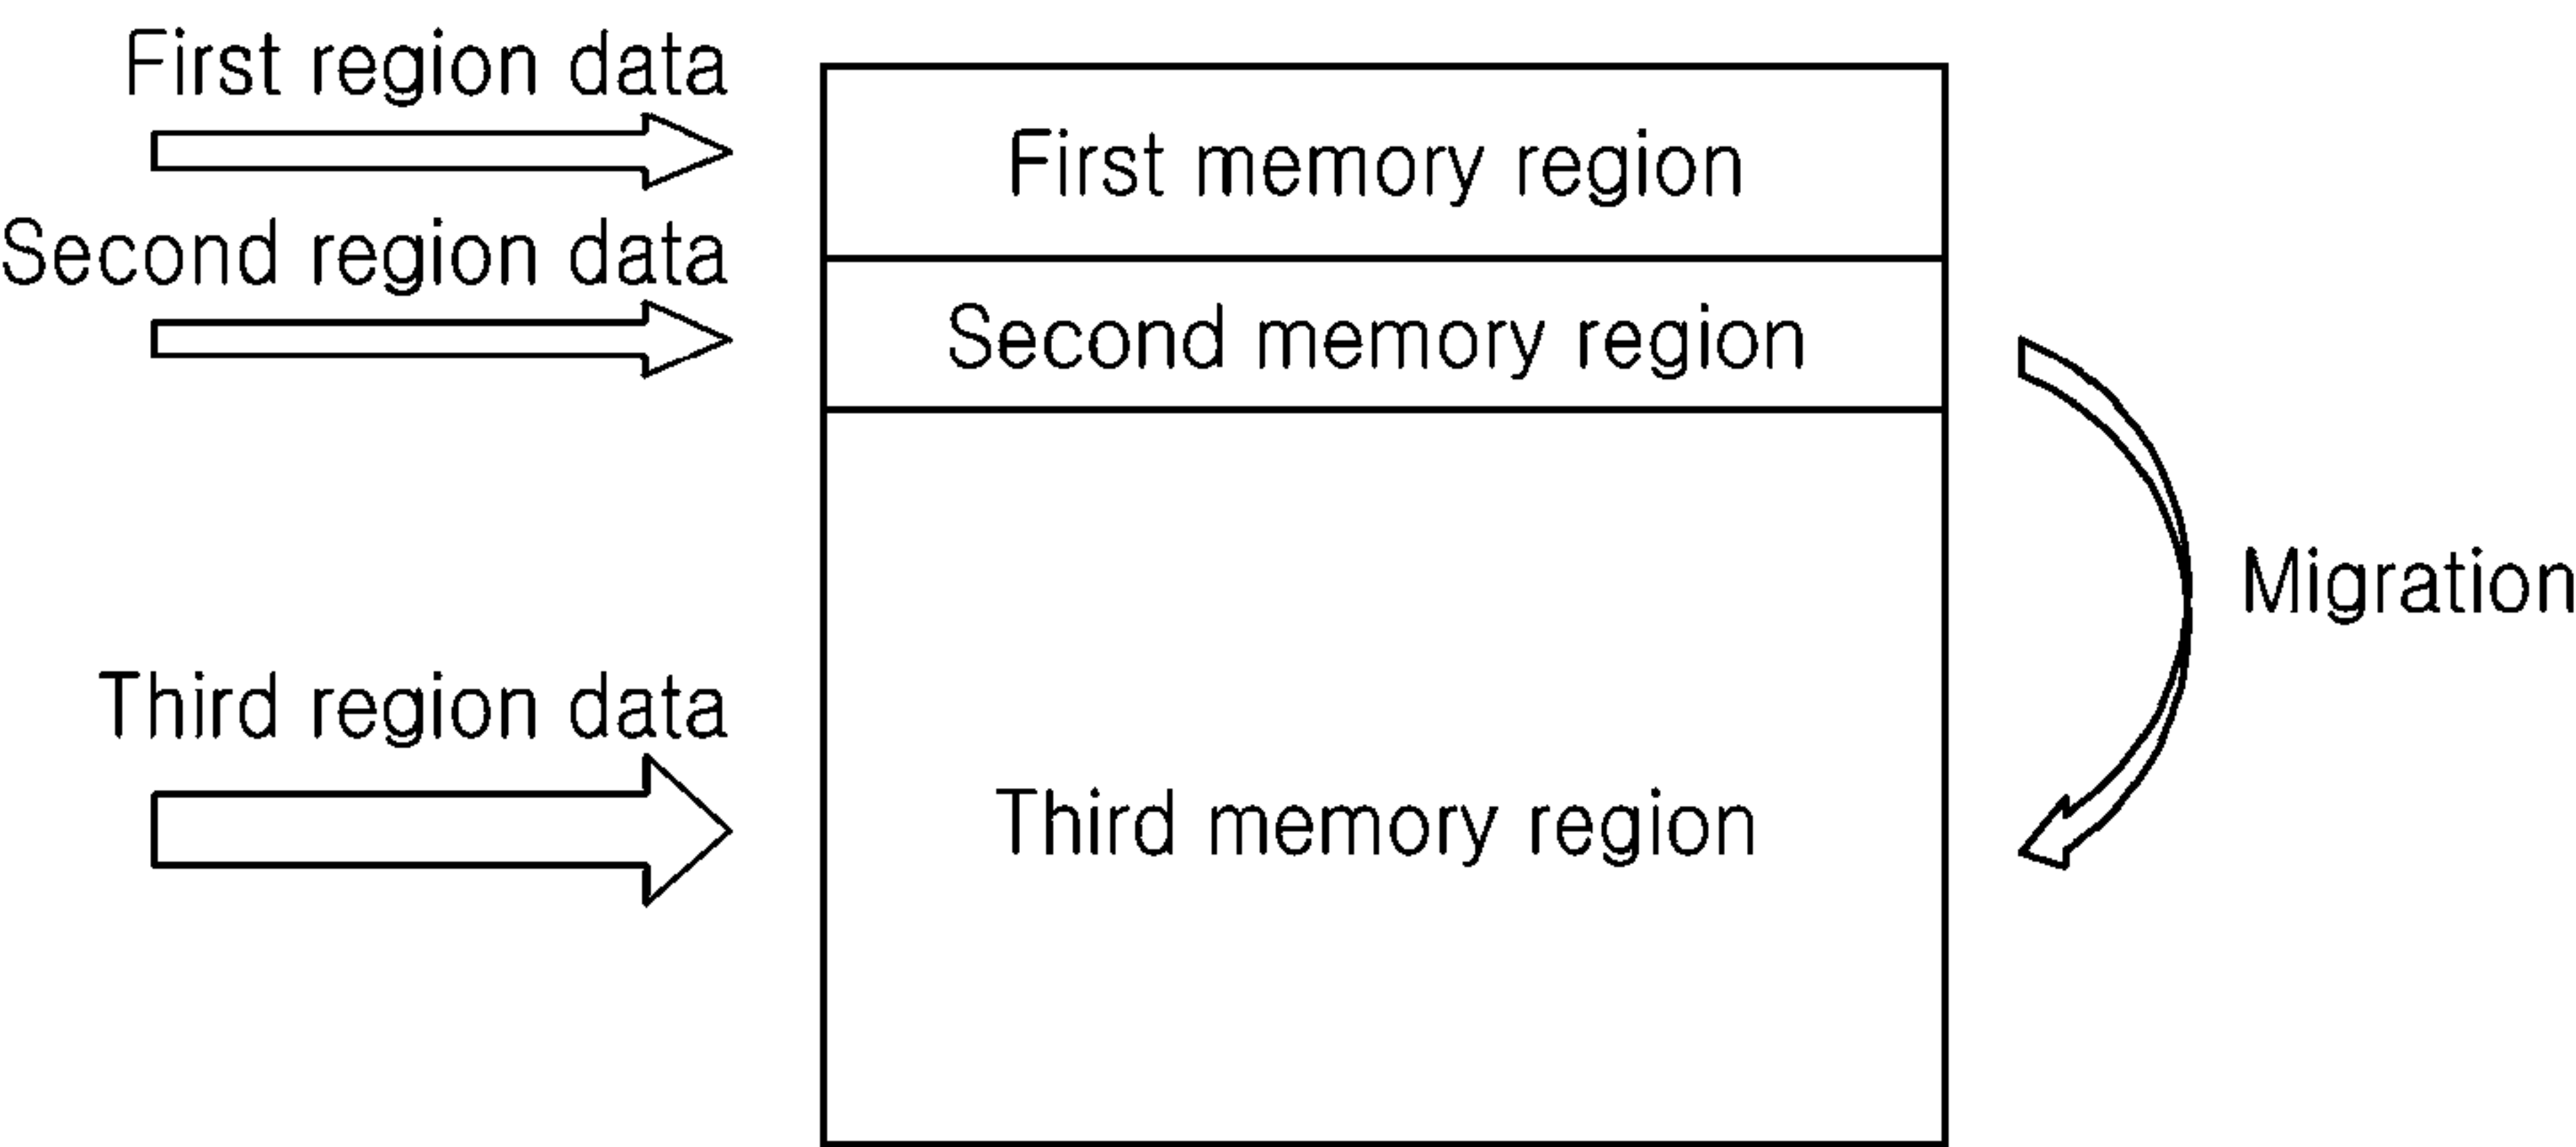 First region data
First memory region
Second region data
Second memory region
Migration
Third region data
Third memory region